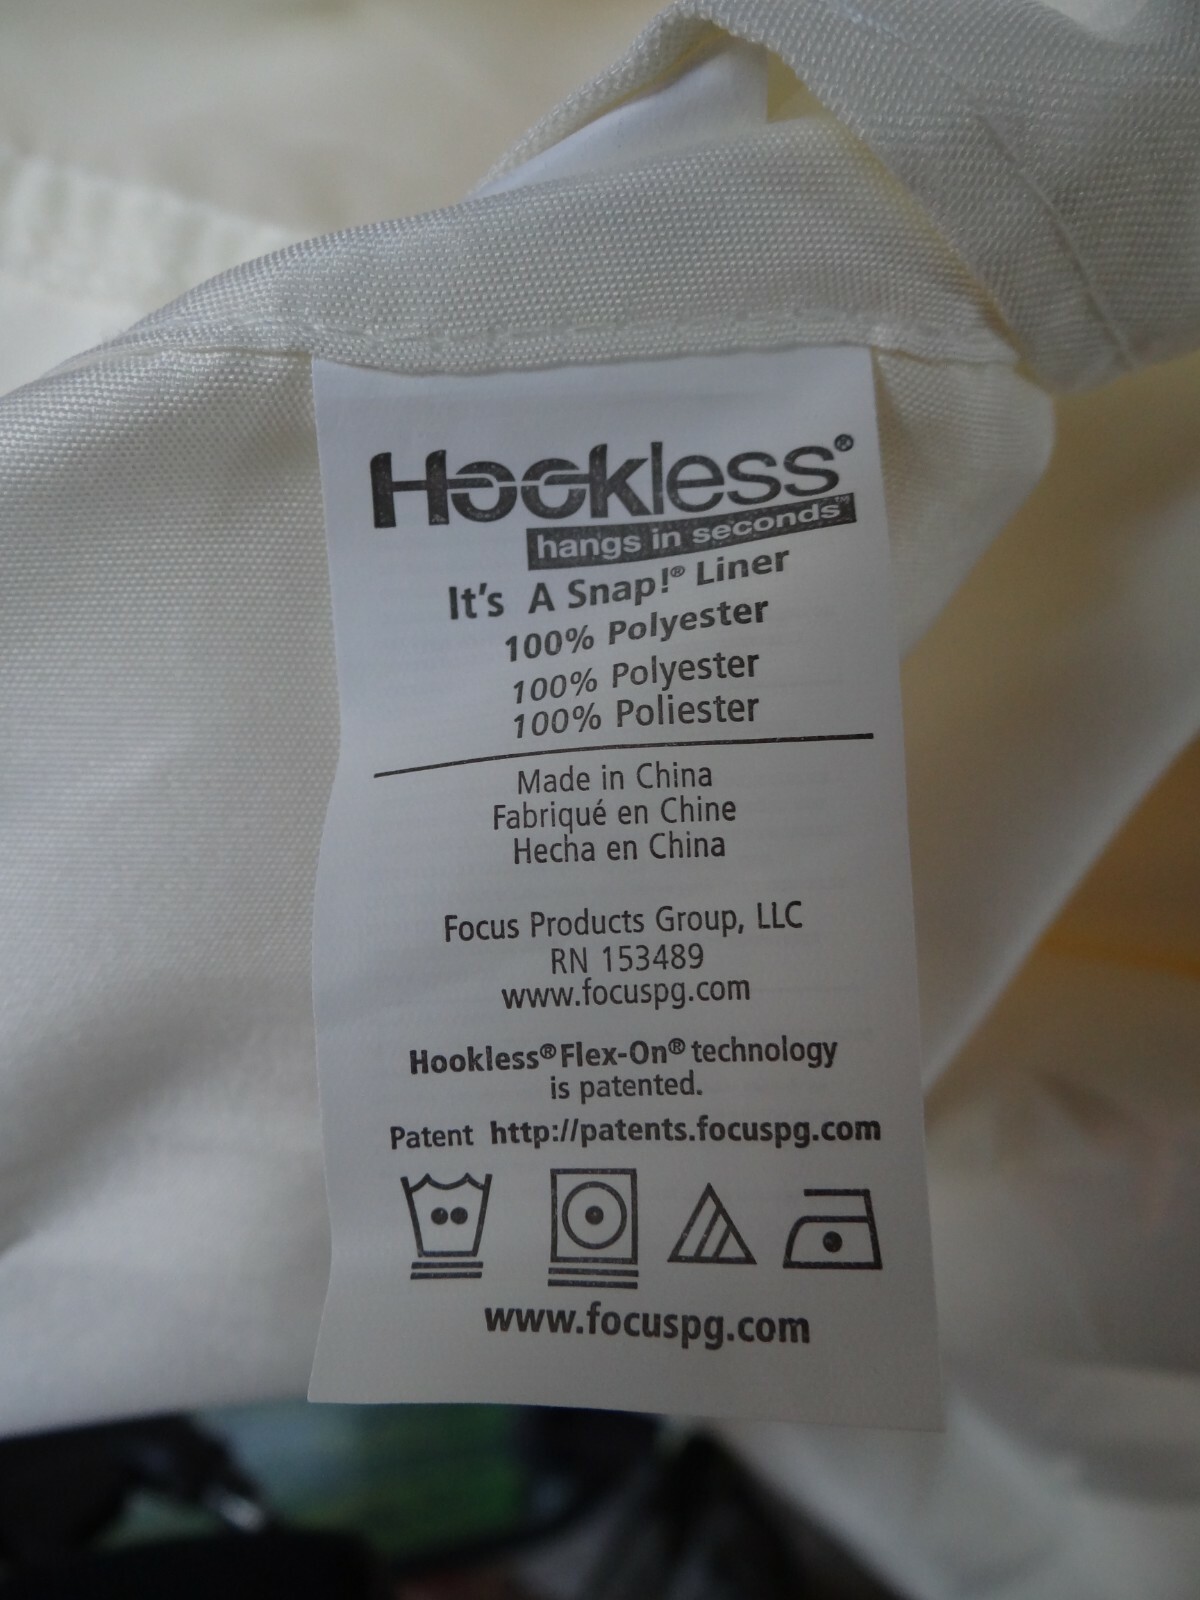 Hookless®
hangs in seconds™
It's A Snap!® Liner
100% Polyester
100% Polyester
100% Poliester
Made in China
Fabriqué en Chine
Hecha en China
Focus Products Group, LLC
RN 153489
www.focuspg.com
Hookless® Flex-On® technology
is patented.
Patent http://patents.focuspg.com
www.focuspg.com